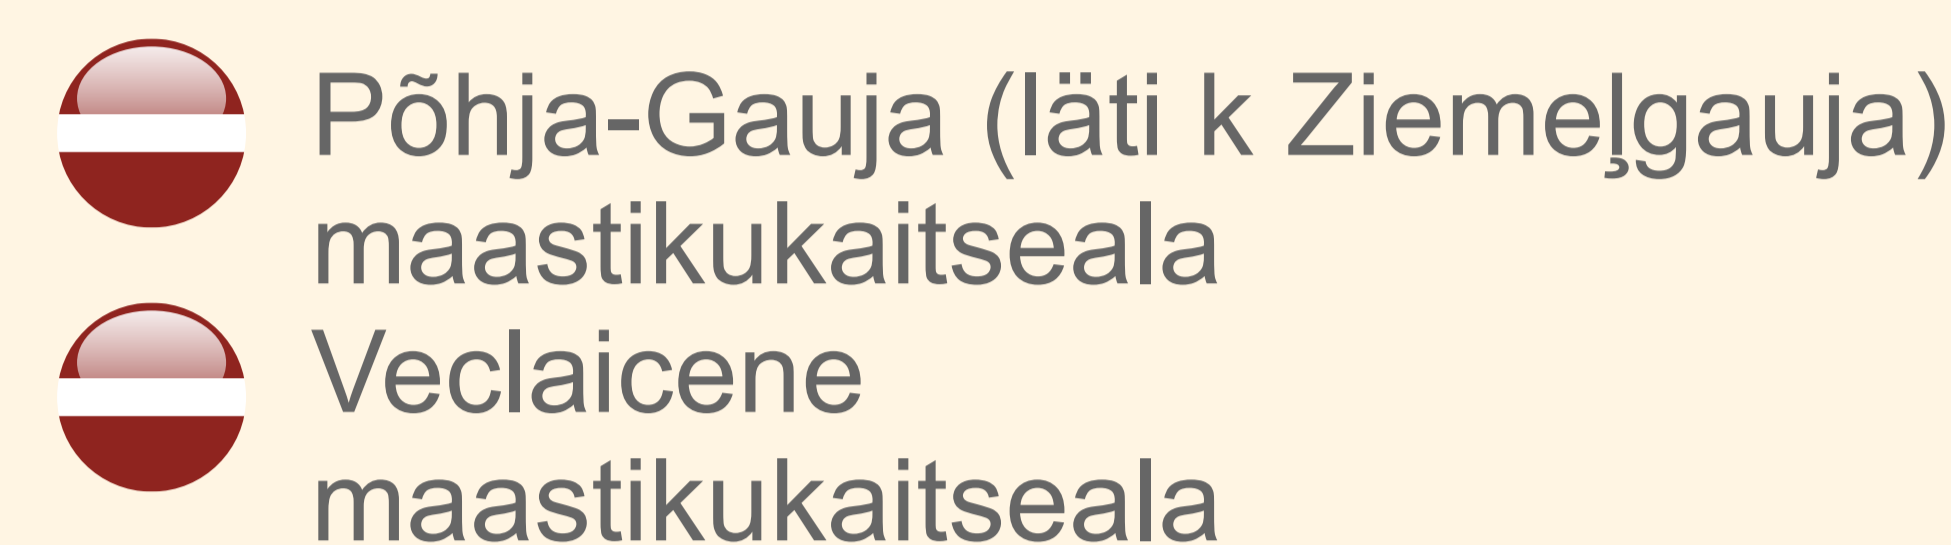 Põhja-Gauja (läti k Ziemeļgauja)
maastikukaitseala
Veclaicene
maastikukaitseala